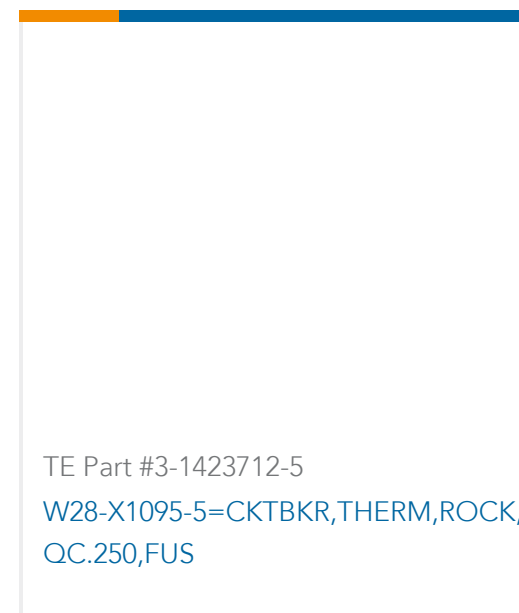 TE Part #3-1423712-5
W28-X1095-5=CKTBKR,THERM,ROCK,
QC.250,FUS